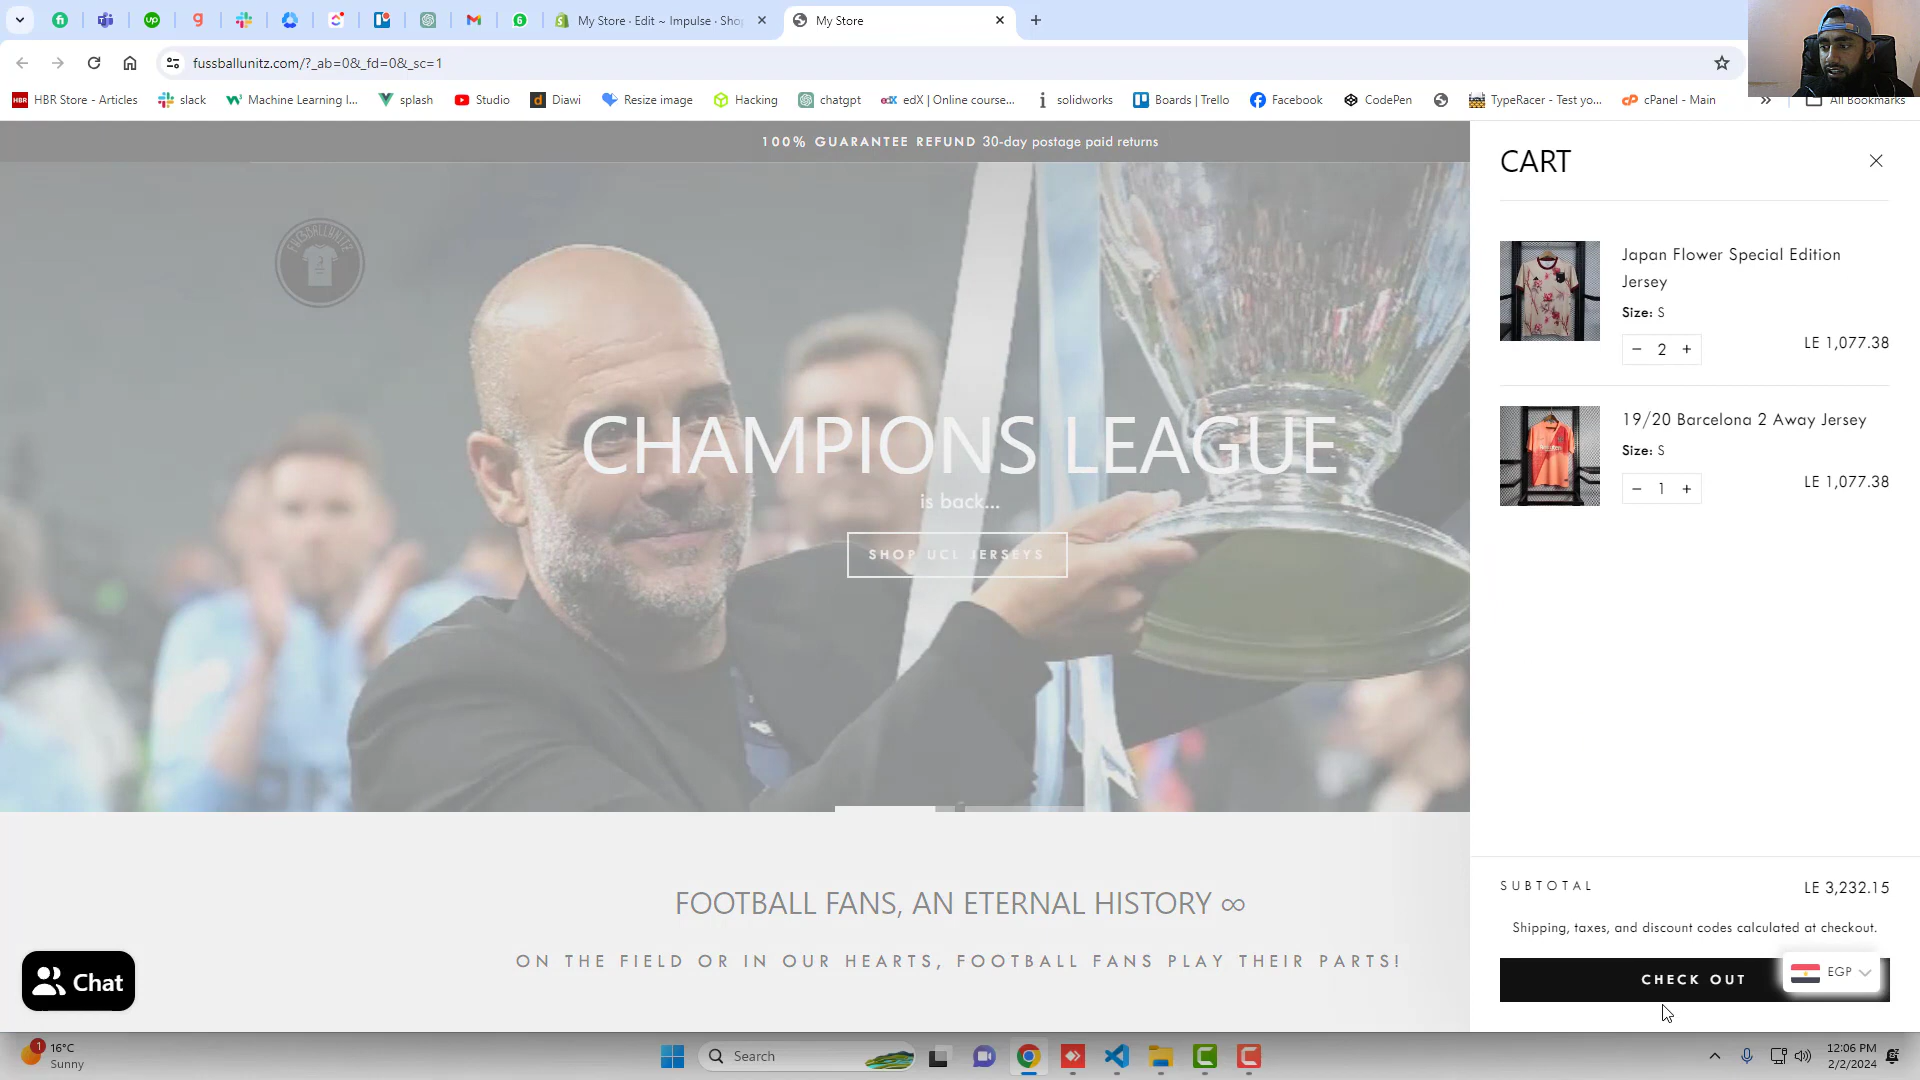 My Store · Edit ~ Impulse · Sho
My Store
fussballunitz.com/?_ab=0&_fd=0&_sc=1
HBR Store - Articles
slack
Machine Learning I...
splash
Studio
Diawi
Resize image
Hacking
chatgpt
edX | Online course...
solidworks
Boards | Trello
Facebook
CodePen
TypeRacer - Test yo...
cPanel - Main
All Bookmarks
100% GUARANTEE REFUND 30-day postage paid returns
CART
Japan Flower Special Edition
Jersey
Size: S
− 2 +
LE 1,077.38
19/20 Barcelona 2 Away Jersey
Size: S
− 1 +
LE 1,077.38
FUSSBALLUNITZ
CHAMPIONS LEAGUE
is back...
SHOP UCL JERSEYS
FOOTBALL FANS, AN ETERNAL HISTORY ∞
ON THE FIELD OR IN OUR HEARTS, FOOTBALL FANS PLAY THEIR PARTS!
SUBTOTAL
LE 3,232.15
Shipping, taxes, and discount codes calculated at checkout.
CHECK OUT
EGP
Chat
1
16°C
Sunny
Search
12:06 PM
2/2/2024